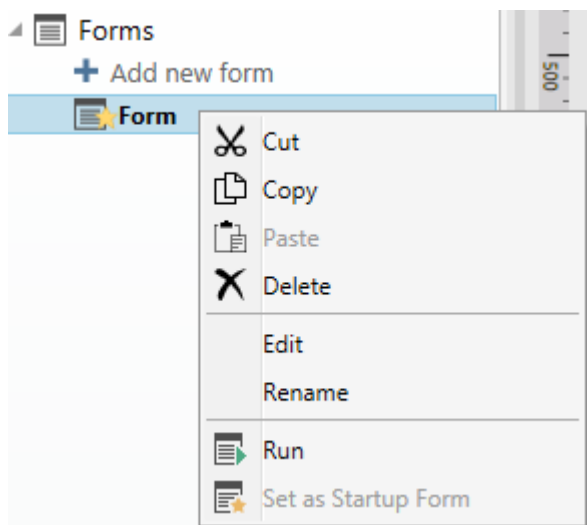 Forms
Add new form
Form
500
Cut
Copy
Paste
Delete
Edit
Rename
Run
Set as Startup Form